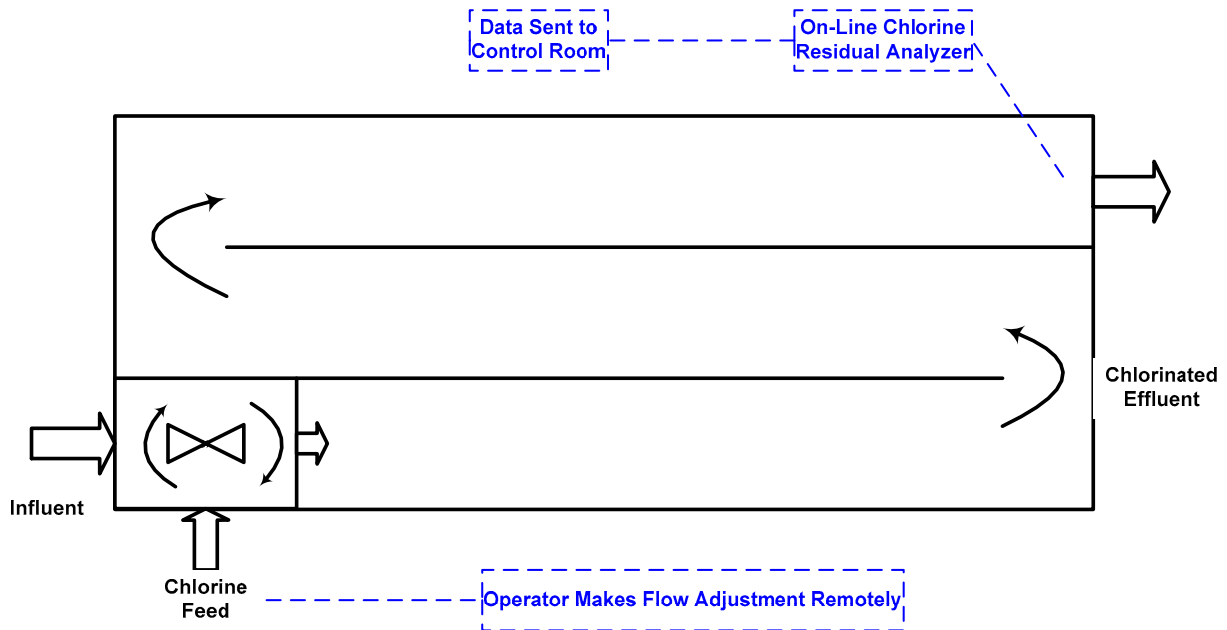 Data Sent to
Control Room
On-Line Chlorine
Residual Analyzer
Chlorinated
Effluent
Influent
Chlorine
Feed
Operator Makes Flow Adjustment Remotely